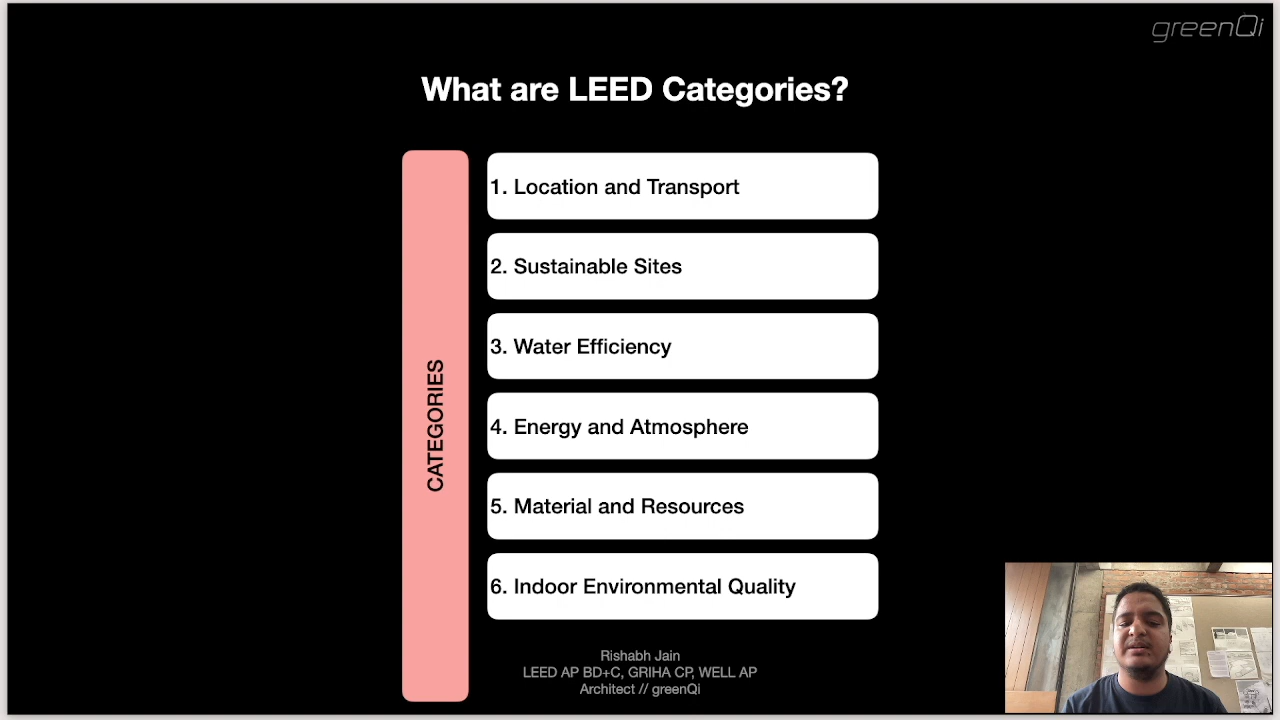 greenQi
What are LEED Categories?
CATEGORIES
1. Location and Transport
2. Sustainable Sites
3. Water Efficiency
4. Energy and Atmosphere
5. Material and Resources
6. Indoor Environmental Quality
Rishabh Jain
LEED AP BD+C, GRIHA CP, WELL AP
Architect // greenQi